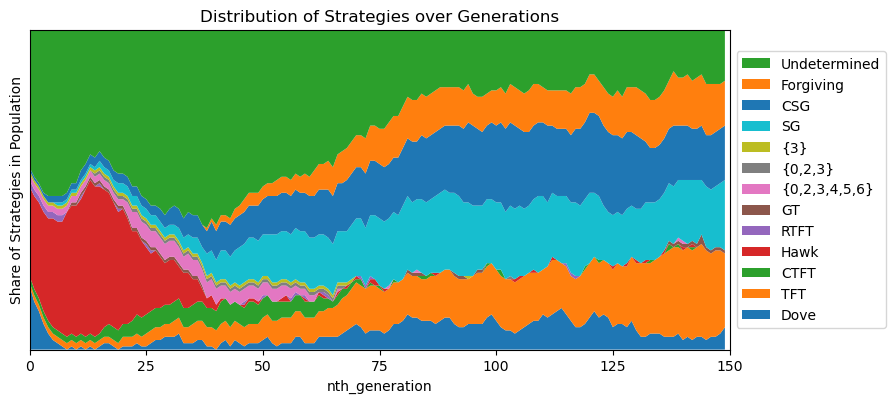 Distribution of Strategies over Generations
Share of Strategies in Population
0
25
50
75
100
125
150
nth_generation
Undetermined
Forgiving
CSG
SG
{3}
{0,2,3}
{0,2,3,4,5,6}
GT
RTFT
Hawk
CTFT
TFT
Dove